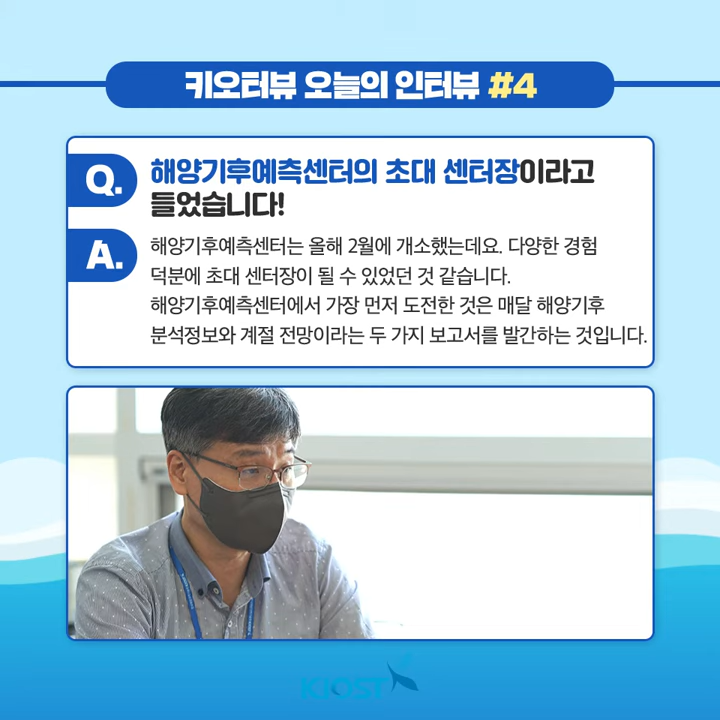 키오터뷰 오늘의 인터뷰 #4
Q. 해양기후예측센터의 초대 센터장이라고
들었습니다!
A. 해양기후예측센터는 올해 2월에 개소했는데요. 다양한 경험
덕분에 초대 센터장이 될 수 있었던 것 같습니다.
해양기후예측센터에서 가장 먼저 도전한 것은 매달 해양기후
분석정보와 계절 전망이라는 두 가지 보고서를 발간하는 것입니다.
KIOST